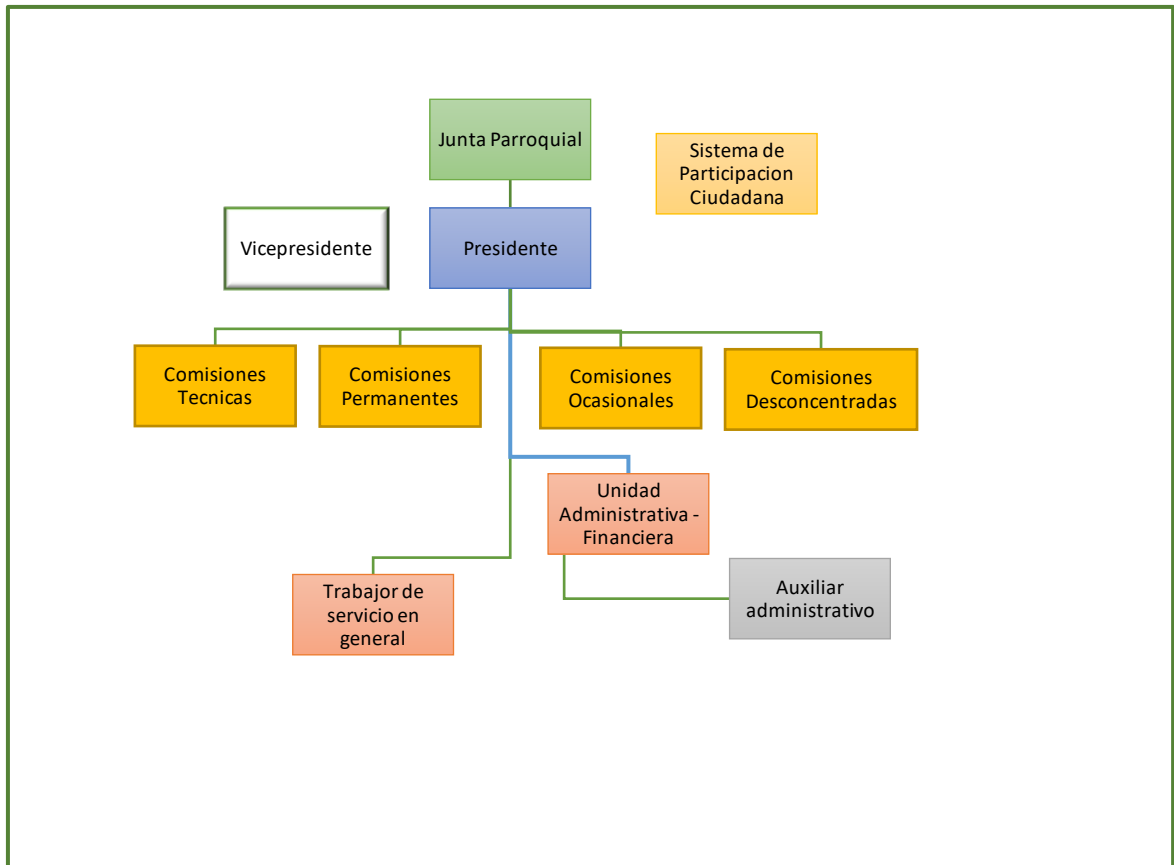 Junta Parroquial
Sistema de
Participacion
Ciudadana
Vicepresidente
Presidente
Comisiones
Tecnicas
Comisiones
Permanentes
Comisiones
Ocasionales
Comisiones
Desconcentradas
Unidad
Administrativa -
Financiera
Trabajor de
servicio en
general
Auxiliar
administrativo